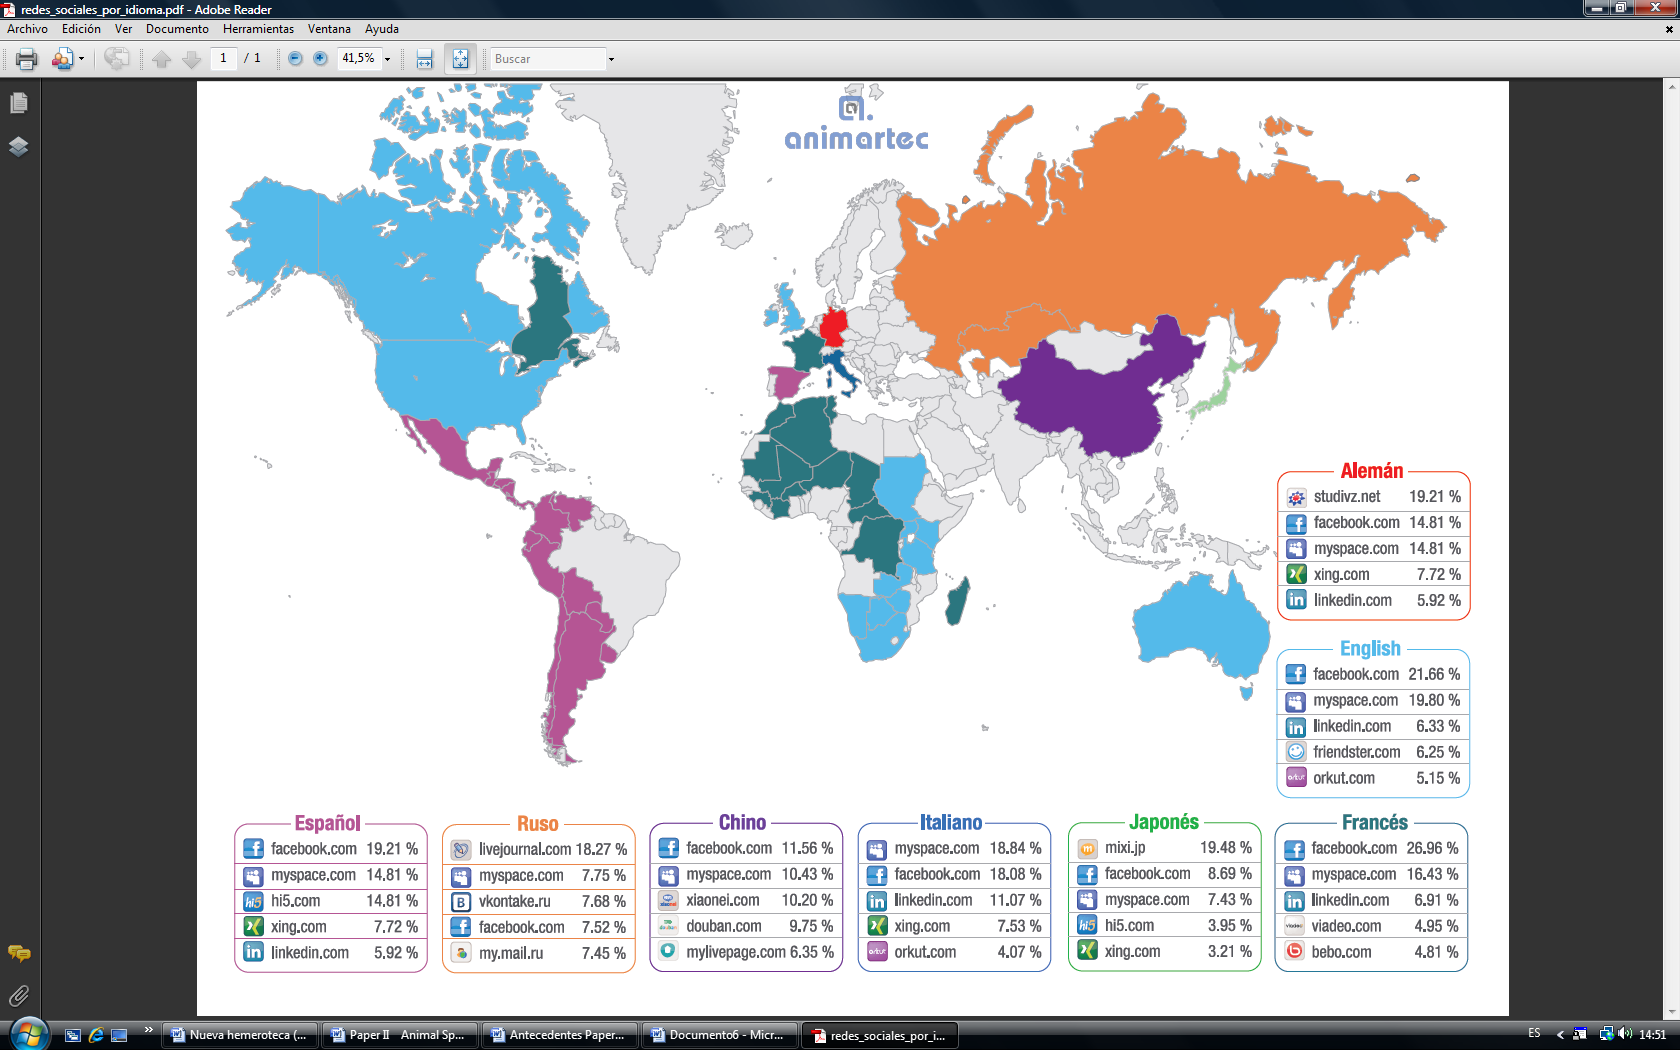 redes_sociales_por_idioma.pdf - Adobe Reader
Archivo Edición Ver Documento Herramientas Ventana Ayuda
1 / 1 41,5% Buscar
a.
animartec
Alemán
studivz.net 19.21 %
facebook.com 14.81 %
myspace.com 14.81 %
xing.com 7.72 %
linkedin.com 5.92 %
English
facebook.com 21.66 %
myspace.com 19.80 %
linkedin.com 6.33 %
friendster.com 6.25 %
orkut.com 5.15 %
Español
facebook.com 19.21 %
myspace.com 14.81 %
hi5.com 14.81 %
xing.com 7.72 %
linkedin.com 5.92 %
Ruso
livejournal.com 18.27 %
myspace.com 7.75 %
vkontake.ru 7.68 %
facebook.com 7.52 %
my.mail.ru 7.45 %
Chino
facebook.com 11.56 %
myspace.com 10.43 %
xiaonei.com 10.20 %
douban.com 9.75 %
mylivepage.com 6.35 %
Italiano
myspace.com 18.84 %
facebook.com 18.08 %
linkedin.com 11.07 %
xing.com 7.53 %
orkut.com 4.07 %
Japonés
mixi.jp 19.48 %
facebook.com 8.69 %
myspace.com 7.43 %
hi5.com 3.95 %
xing.com 3.21 %
Francés
facebook.com 26.96 %
myspace.com 16.43 %
linkedin.com 6.91 %
viadeo.com 4.95 %
bebo.com 4.81 %
Nueva hemeroteca (... Paper II Animal Sp... Antecedentes Paper... Documento6 - Micr... redes_sociales_por_i... ES 14:51